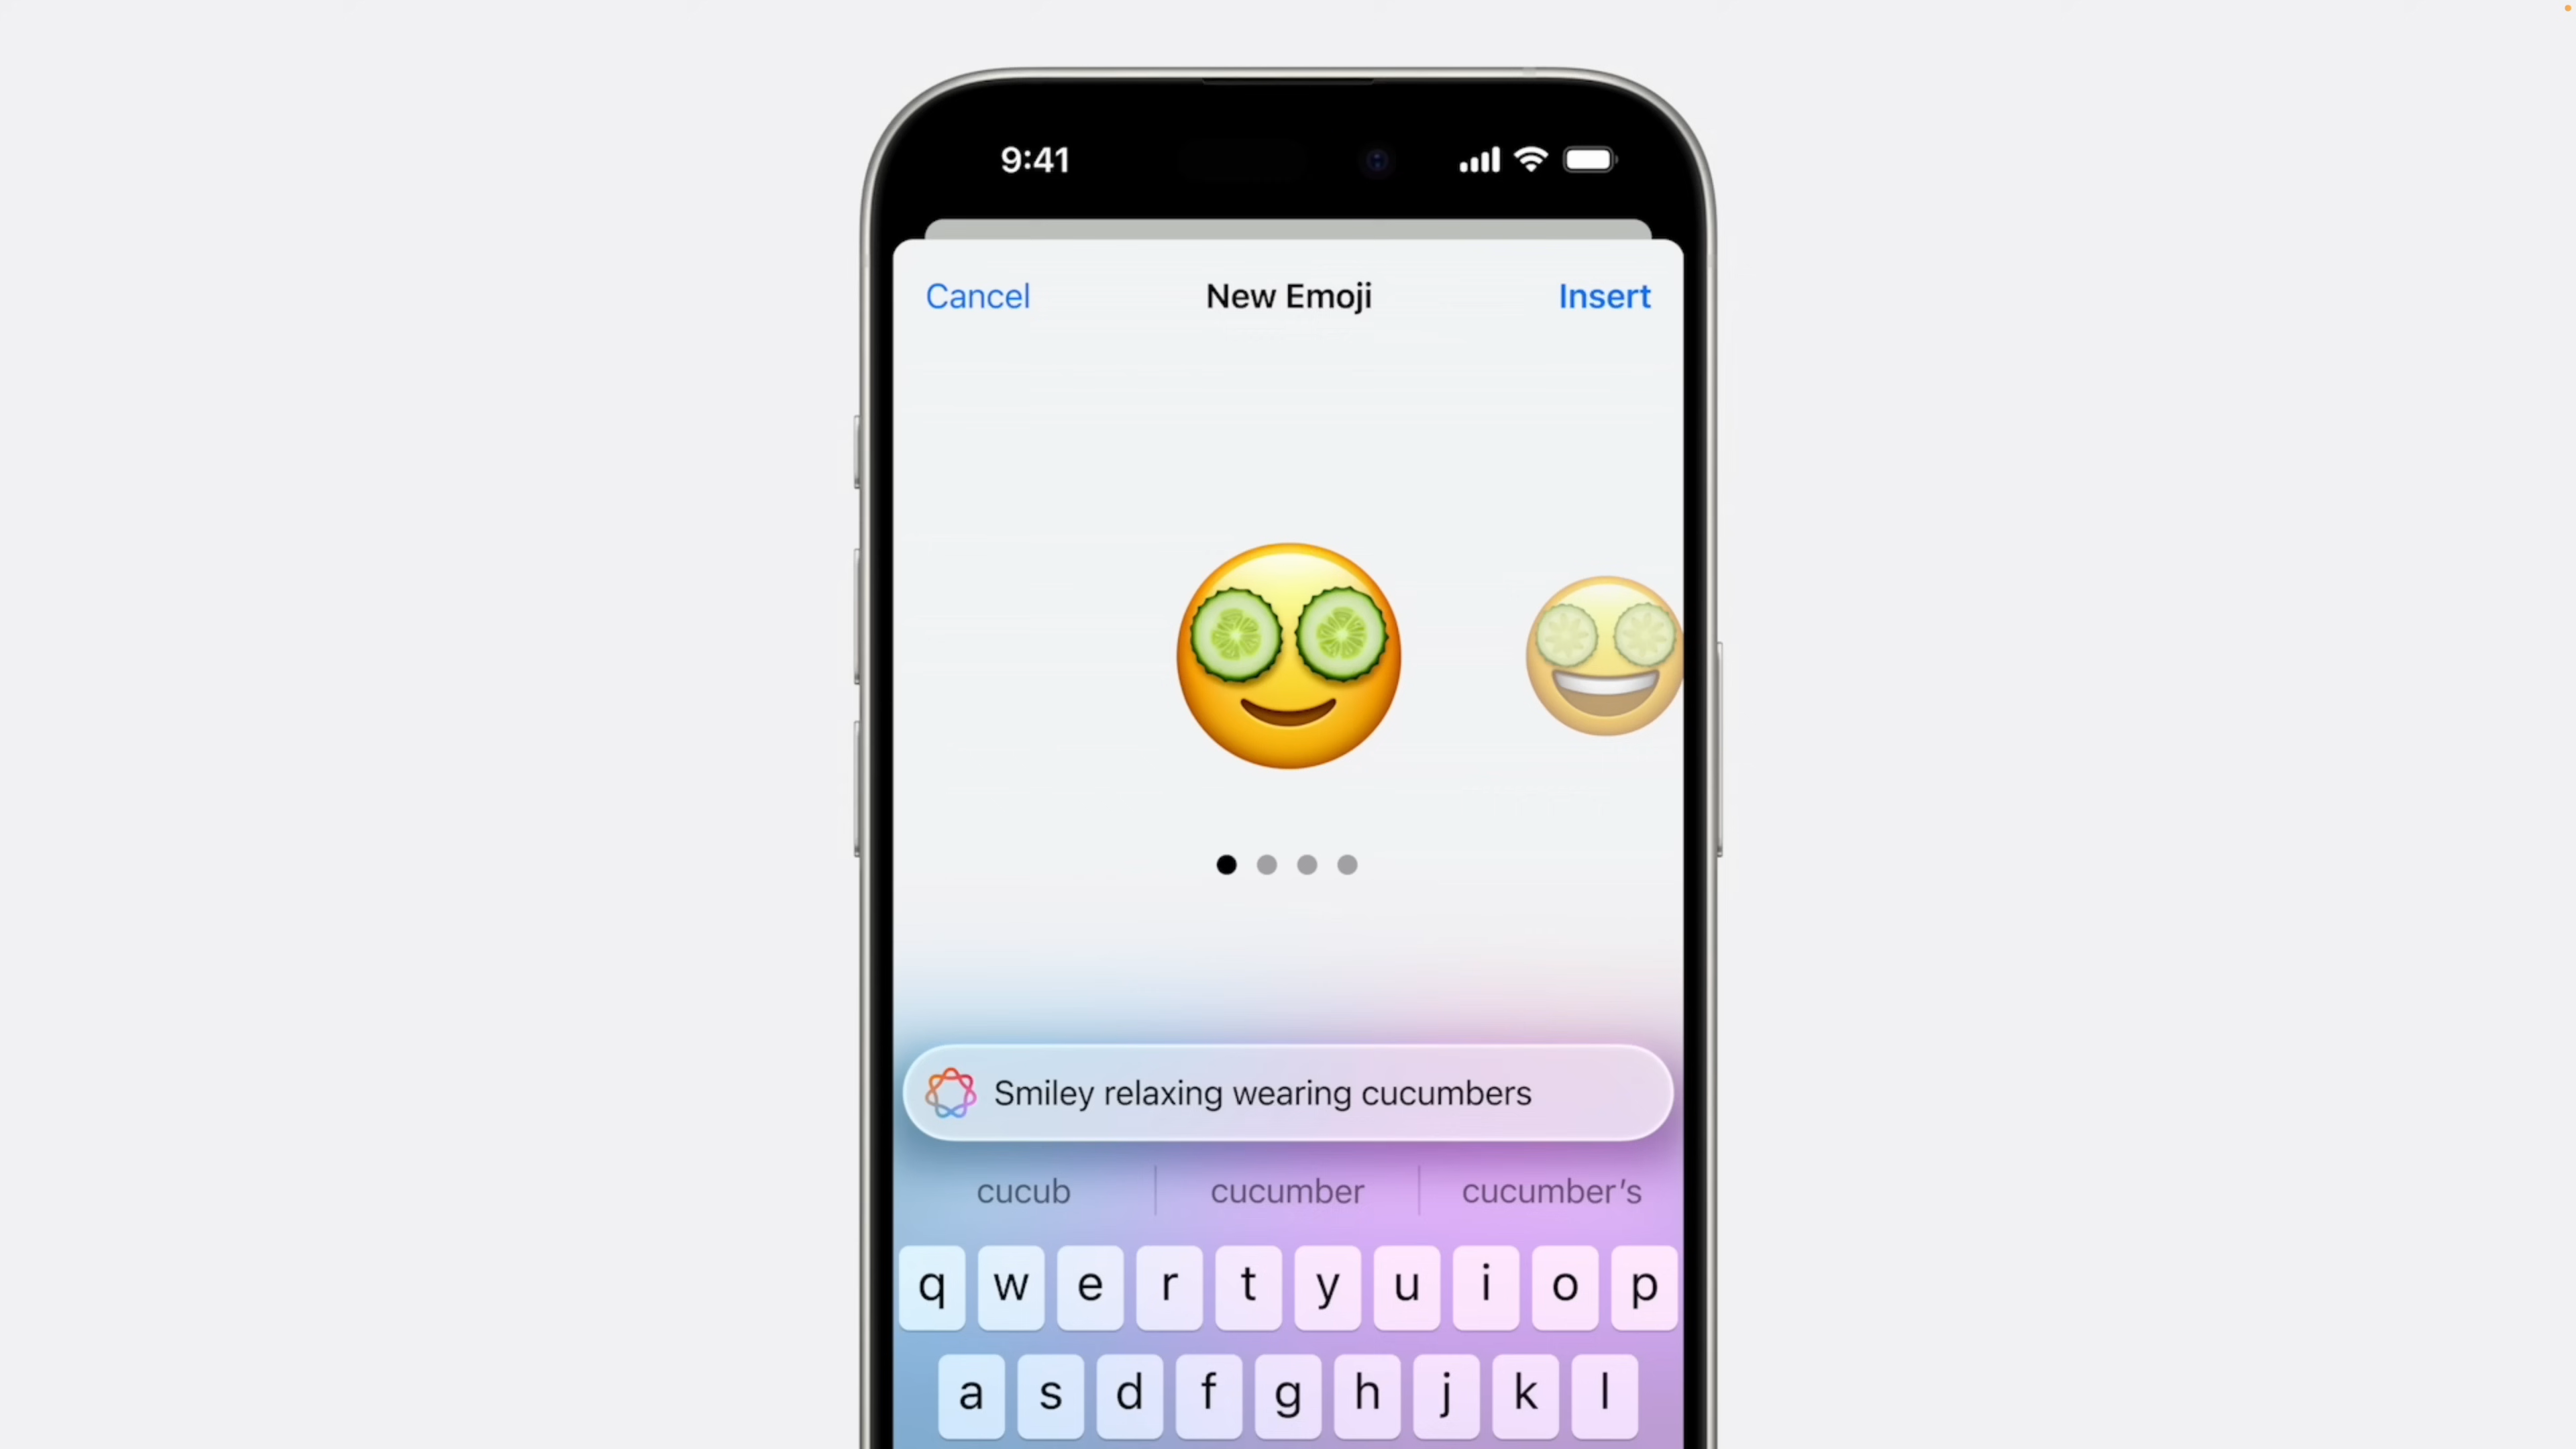 9:41
Cancel New Emoji Insert
Smiley relaxing wearing cucumbers
cucub cucumber cucumber’s
q w e r t y u i o p
a s d f g h j k l